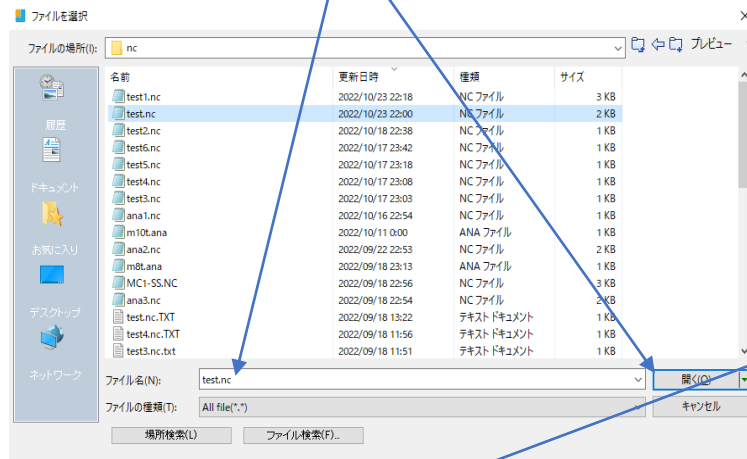 ファイルを選択
ファイルの場所(I): nc プレビュー
名前 更新日時 種類 サイズ
test1.nc 2022/10/23 22:18 NC ファイル 3 KB
test.nc 2022/10/23 22:00 NC ファイル 2 KB
test2.nc 2022/10/18 22:38 NC ファイル 1 KB
test6.nc 2022/10/17 23:42 NC ファイル 1 KB
test5.nc 2022/10/17 23:18 NC ファイル 1 KB
test4.nc 2022/10/17 23:08 NC ファイル 1 KB
test3.nc 2022/10/17 23:03 NC ファイル 1 KB
ana1.nc 2022/10/16 22:54 NC ファイル 1 KB
m10t.ana 2022/10/11 0:00 ANA ファイル 1 KB
ana2.nc 2022/09/22 22:53 NC ファイル 2 KB
m8t.ana 2022/09/18 23:13 ANA ファイル 1 KB
MC1-SS.NC 2022/09/18 22:56 NC ファイル 3 KB
ana3.nc 2022/09/18 22:54 NC ファイル 2 KB
test.nc.TXT 2022/09/18 13:22 テキスト ドキュメント 1 KB
test4.nc.TXT 2022/09/18 11:56 テキスト ドキュメント 1 KB
test3.nc.txt 2022/09/18 11:51 テキスト ドキュメント 1 KB
履歴
ドキュメント
お気に入り
デスクトップ
ネットワーク
ファイル名(N): test.nc 開く(O)
ファイルの種類(T): All file(*.*) キャンセル
場所検索(L) ファイル検索(F)..